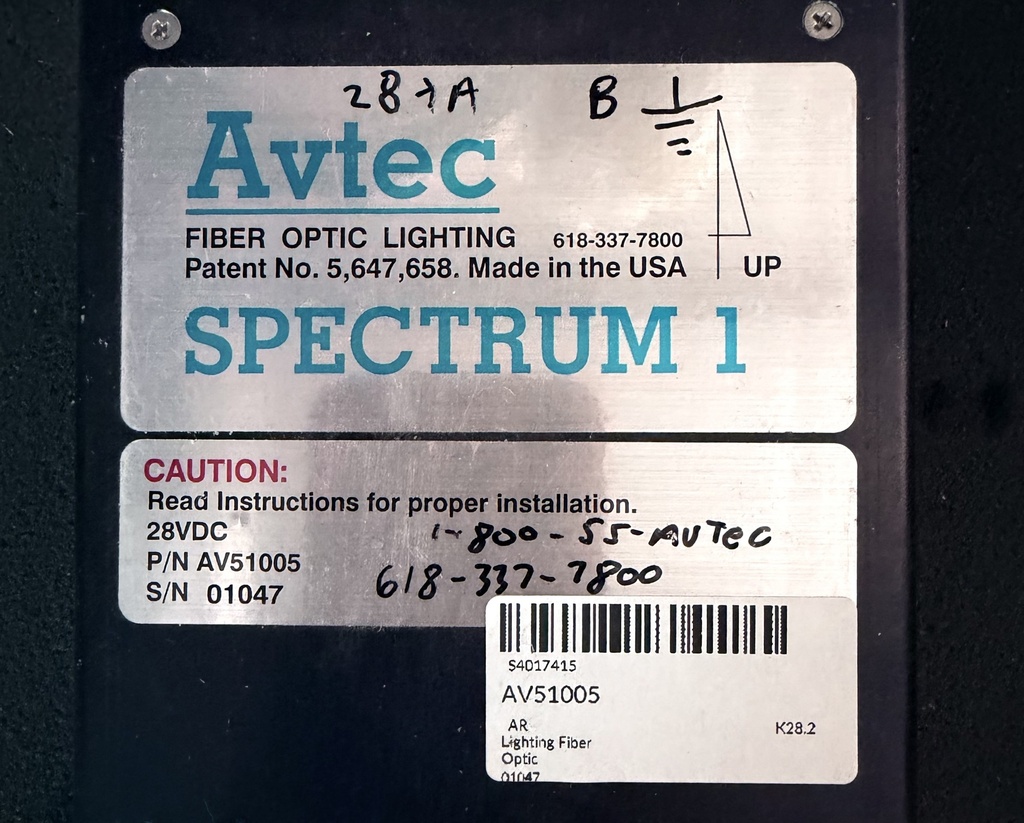 28 → A B
Avtec
FIBER OPTIC LIGHTING 618-337-7800
Patent No. 5,647,658. Made in the USA UP
SPECTRUM 1
CAUTION:
Read Instructions for proper installation.
28VDC 1-800-55-AVTEC
P/N AV51005 618-337-7800
S/N 01047
S4017415
AV51005
AR K28.2
Lighting Fiber
Optic
01047